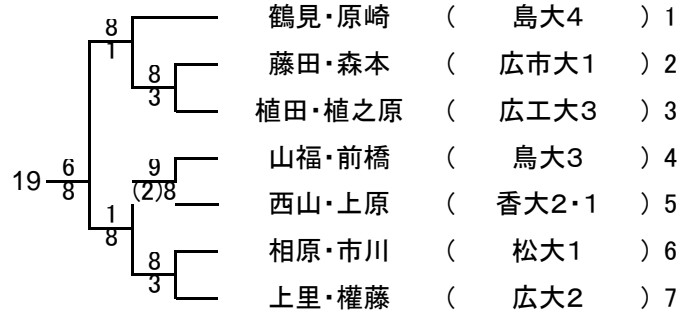 8
鶴見・原崎 ( 島大4 ) 1
1
8
藤田・森本 ( 広市大1 ) 2
3
植田・植之原 ( 広工大3 ) 3
6
9
山福・前橋 ( 鳥大3 ) 4
19
8
(2)8
西山・上原 ( 香大2・1 ) 5
1
8
8
相原・市川 ( 松大1 ) 6
3
上里・權藤 ( 広大2 ) 7